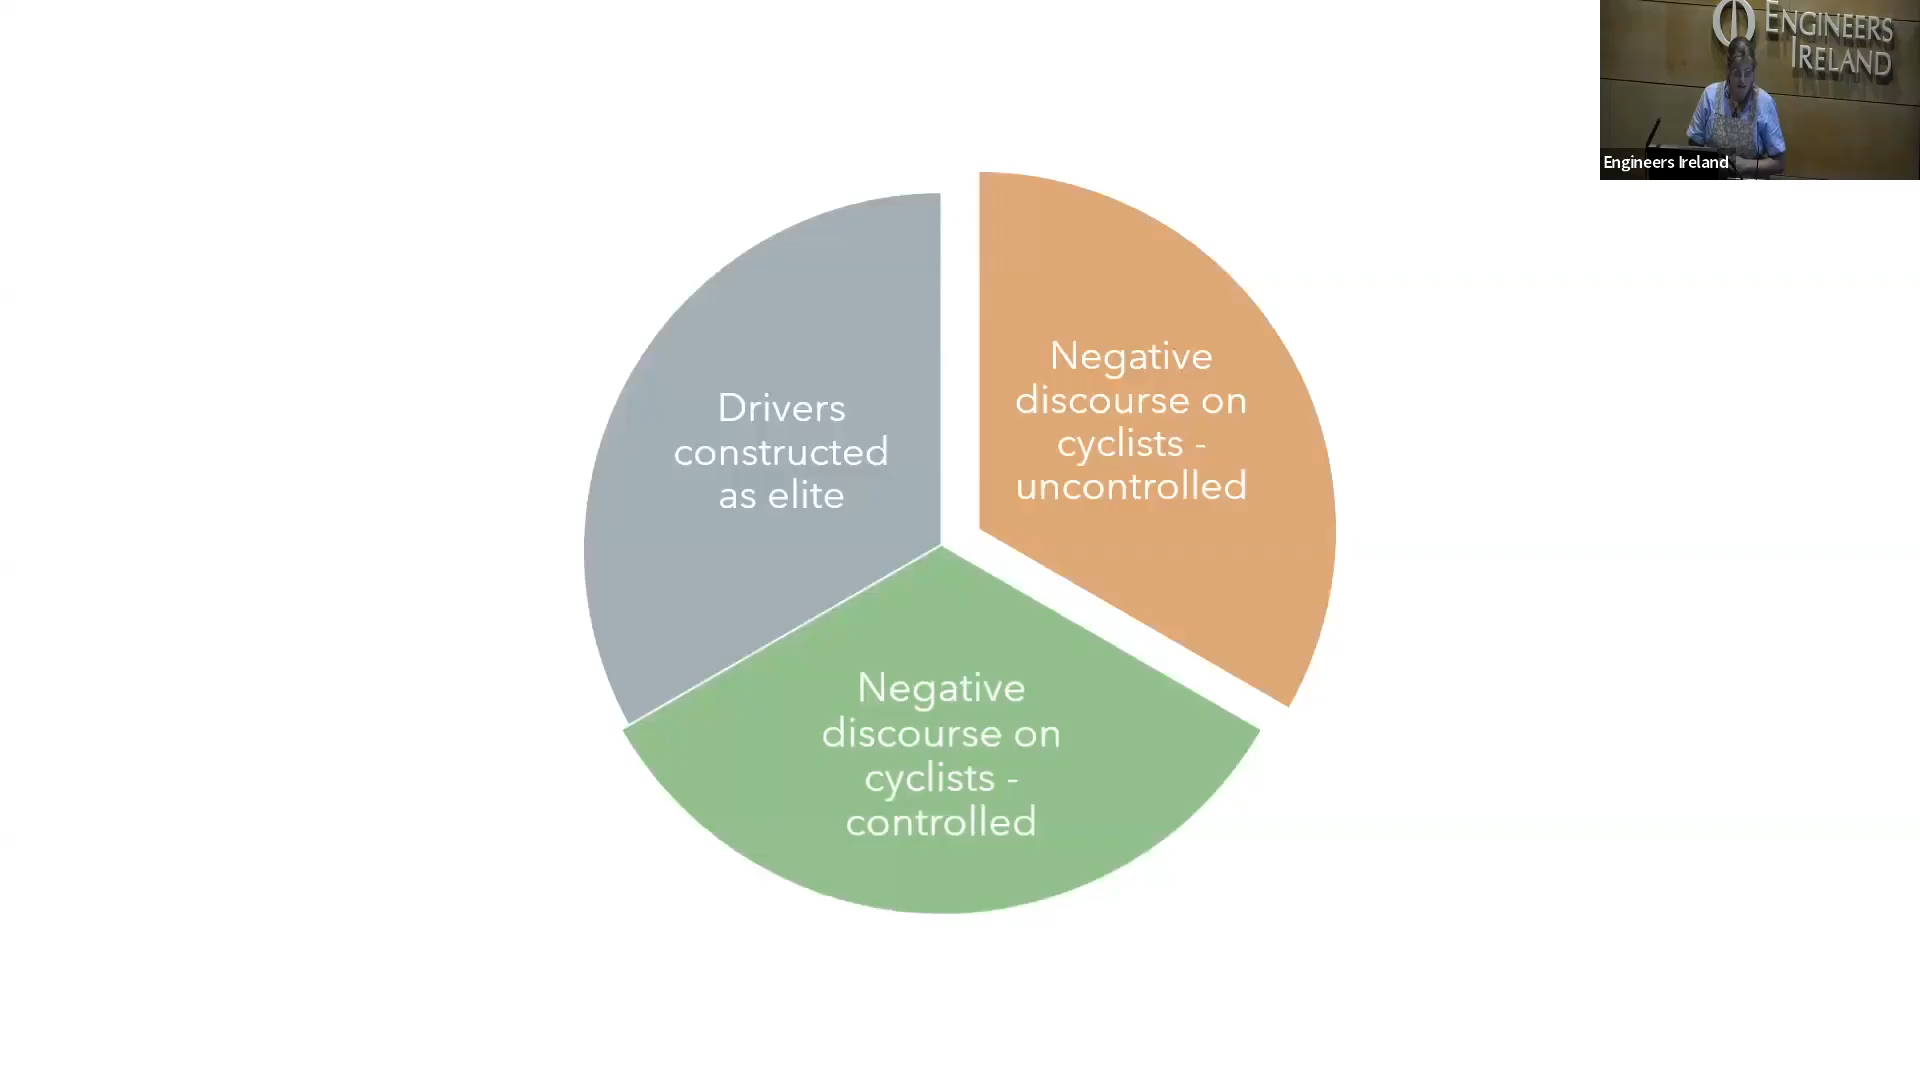 ENGINEERS
IRELAND
Engineers Ireland
Drivers
constructed
as elite
Negative
discourse on
cyclists -
uncontrolled
Negative
discourse on
cyclists -
controlled